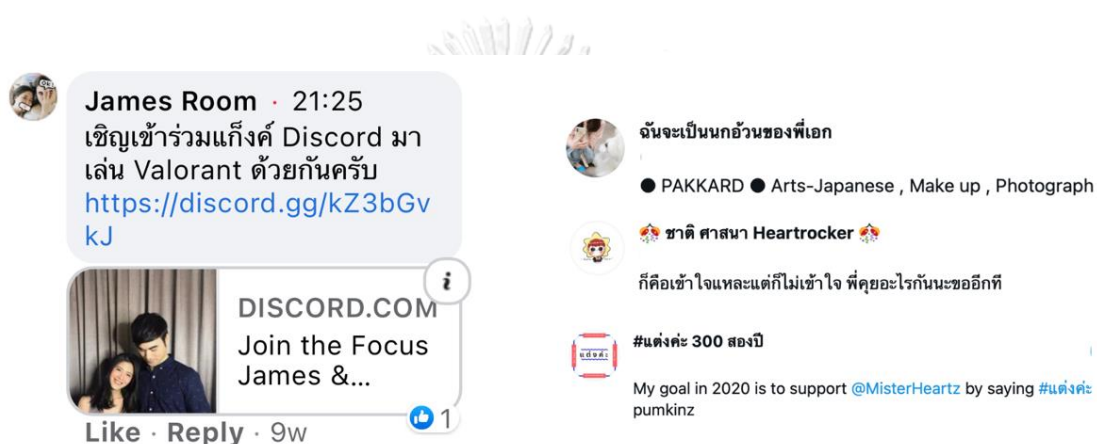 James Room · 21:25
เชิญเข้าร่วมแก็งค์ Discord มา
เล่น Valorant ด้วยกันครับ
https://discord.gg/kZ3bGv
kJ
i
DISCORD.COM
Join the Focus
James &...
1
Like · Reply · 9w
ฉันจะเป็นนกอ้วนของพี่เอก
● PAKKARD ● Arts-Japanese , Make up , Photograph
ชาติ ศาสนา Heartrocker
ก็คือเข้าใจแหละแต่ก็ไม่เข้าใจ พี่คุยอะไรกันนะขออีกที
แต่งค่ะ
#แต่งค่ะ 300 สองปี
My goal in 2020 is to support @MisterHeartz by saying #แต่งค่ะ
pumkinz